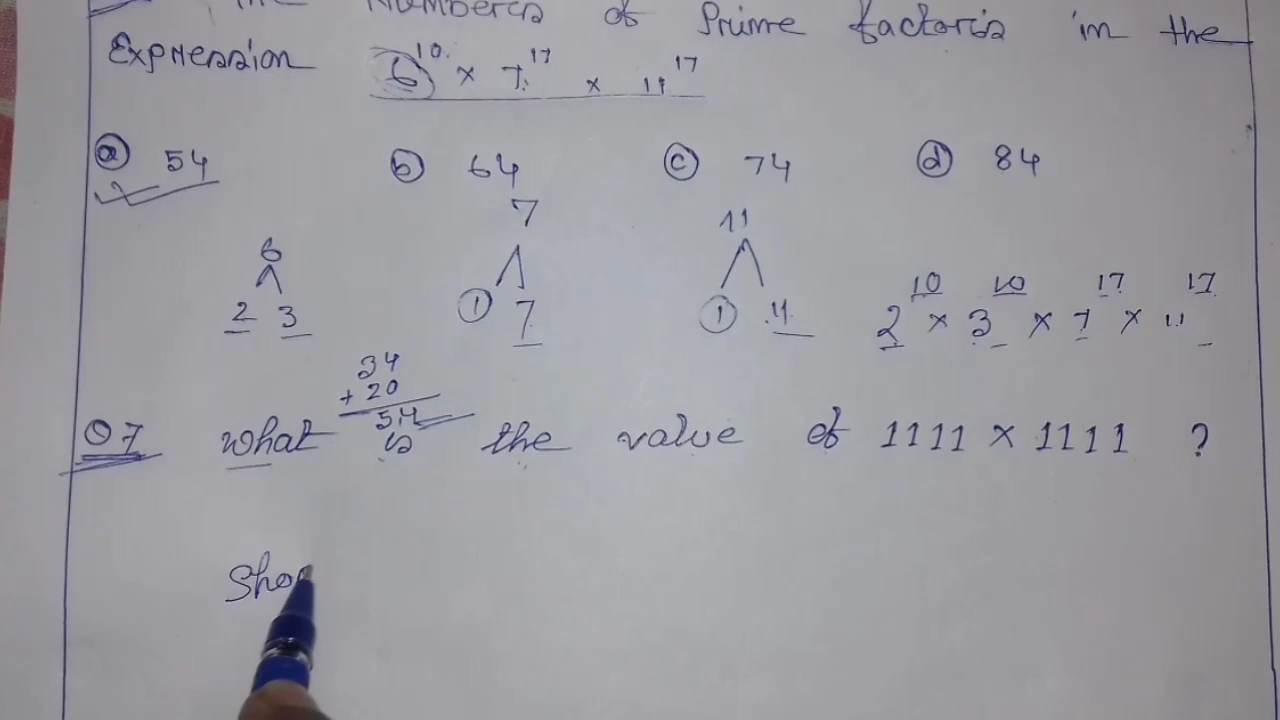 The Numbers of Prime factors in the
Expression 6^10 × 7^17 × 11^17
(a) 54 (b) 64 (c) 74 (d) 84
6 7 11
2 3 1 7 1 11 2^10 × 3^10 × 7^17 × 11^17
34
+ 20
54
Q7 what is the value of 1111 × 1111 ?
Sho